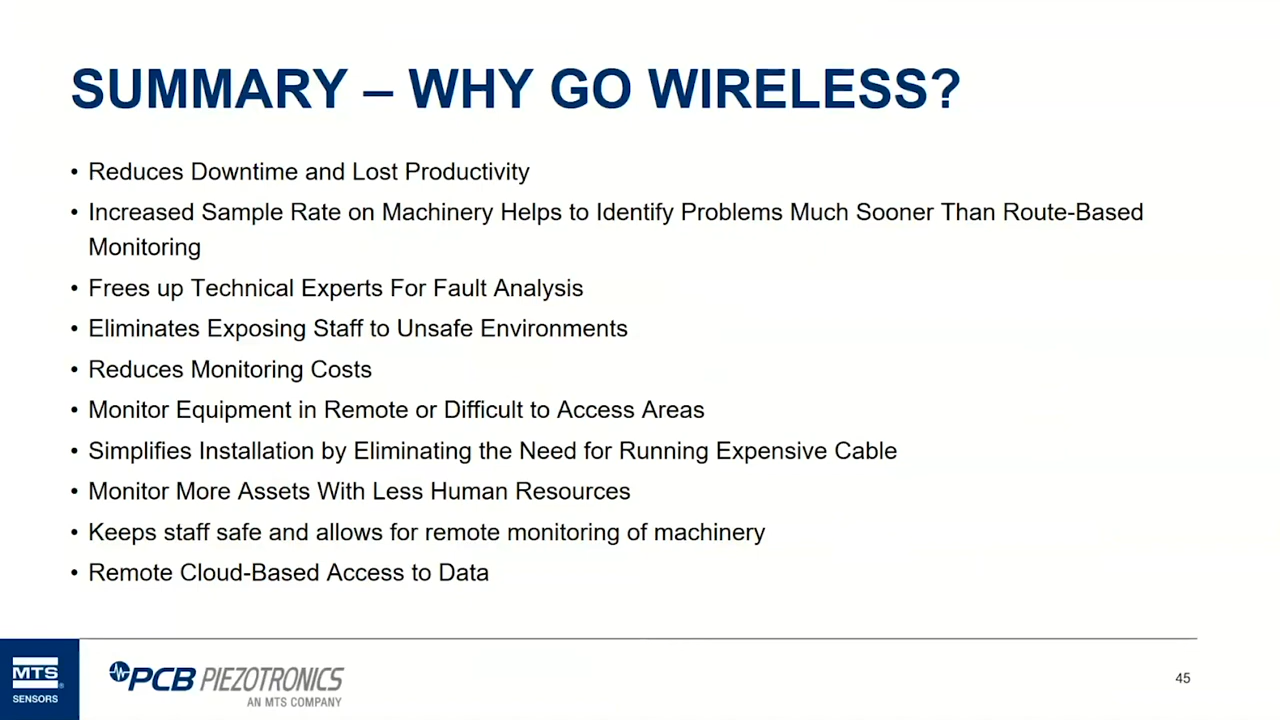 SUMMARY – WHY GO WIRELESS?
• Reduces Downtime and Lost Productivity
• Increased Sample Rate on Machinery Helps to Identify Problems Much Sooner Than Route-Based
Monitoring
• Frees up Technical Experts For Fault Analysis
• Eliminates Exposing Staff to Unsafe Environments
• Reduces Monitoring Costs
• Monitor Equipment in Remote or Difficult to Access Areas
• Simplifies Installation by Eliminating the Need for Running Expensive Cable
• Monitor More Assets With Less Human Resources
• Keeps staff safe and allows for remote monitoring of machinery
• Remote Cloud-Based Access to Data
MTS®
SENSORS
PCB PIEZOTRONICS
AN MTS COMPANY
45